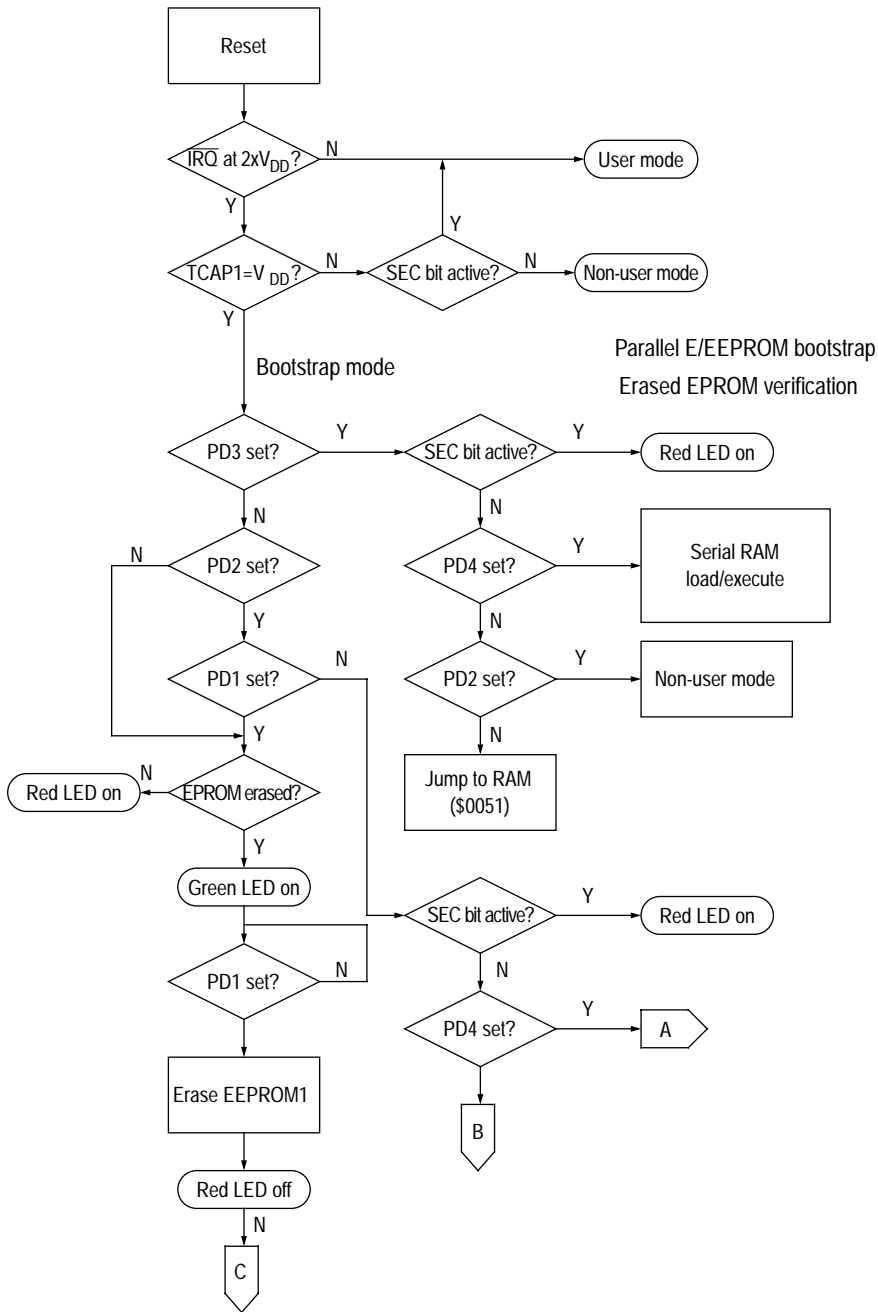 Reset
IRQ at 2xVDD?
N
User mode
Y
Y
TCAP1=V DD?
N
SEC bit active?
N
Non-user mode
Y
Bootstrap mode
Parallel E/EEPROM bootstrap
Erased EPROM verification
PD3 set?
Y
SEC bit active?
Y
Red LED on
N
N
N
PD2 set?
PD4 set?
Y
Serial RAM
load/execute
Y
N
PD1 set?
N
PD2 set?
Y
Non-user mode
Y
N
Red LED on
N
EPROM erased?
Jump to RAM
($0051)
Y
Green LED on
SEC bit active?
Y
Red LED on
PD1 set?
N
N
PD4 set?
Y
A
Erase EEPROM1
B
Red LED off
N
C